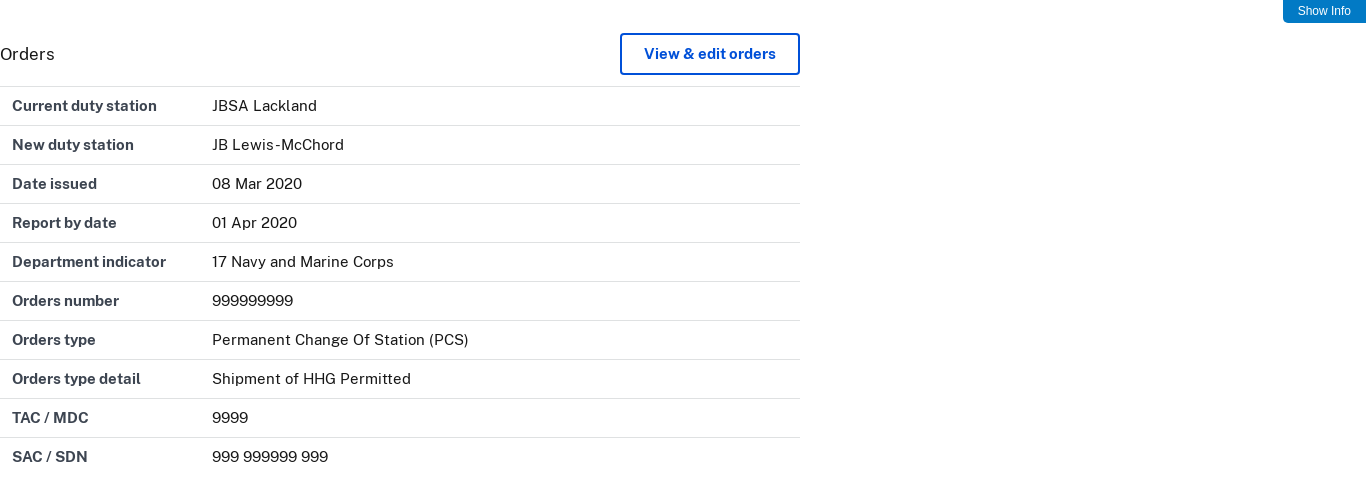 Show Info
Orders
View & edit orders
Current duty station JBSA Lackland
New duty station JB Lewis-McChord
Date issued 08 Mar 2020
Report by date 01 Apr 2020
Department indicator 17 Navy and Marine Corps
Orders number 999999999
Orders type Permanent Change Of Station (PCS)
Orders type detail Shipment of HHG Permitted
TAC / MDC 9999
SAC / SDN 999 999999 999